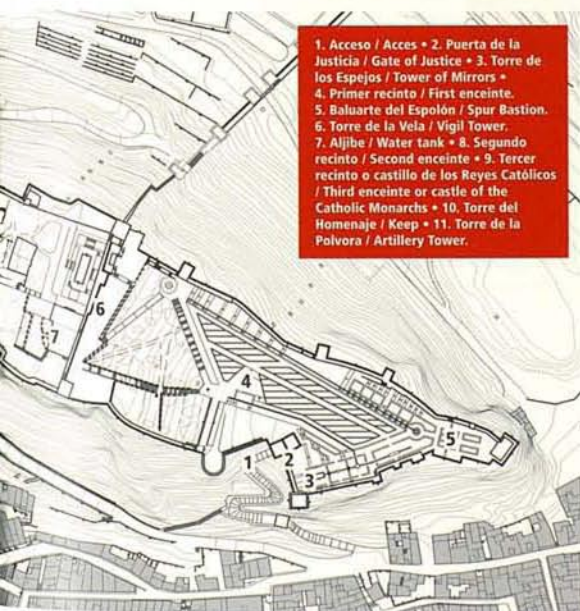 1. Acceso / Acces • 2. Puerta de la
Justicia / Gate of Justice • 3. Torre de
los Espejos / Tower of Mirrors •
4. Primer recinto / First enceinte.
5. Baluarte del Espolón / Spur Bastion.
6. Torre de la Vela / Vigil Tower.
7. Aljibe / Water tank • 8. Segundo
recinto / Second enceinte • 9. Tercer
recinto o castillo de los Reyes Católicos
/ Third enceinte or castle of the
Catholic Monarchs • 10. Torre del
Homenaje / Keep • 11. Torre de la
Polvora / Artillery Tower.
6
7
4
5
1
2
3